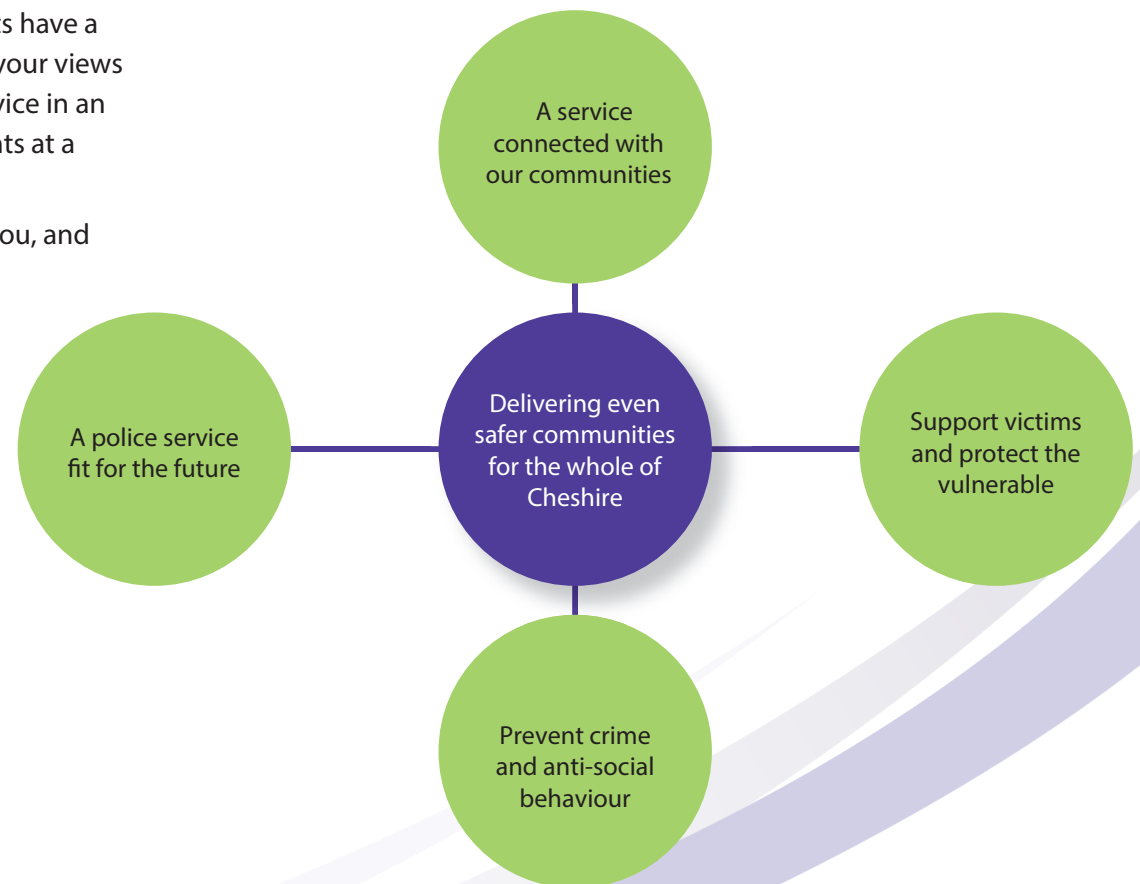 ts have a
your views
vice in an
ts at a
ou, and
A service
connected with
our communities
A police service
fit for the future
Delivering even
safer communities
for the whole of
Cheshire
Support victims
and protect the
vulnerable
Prevent crime
and anti-social
behaviour